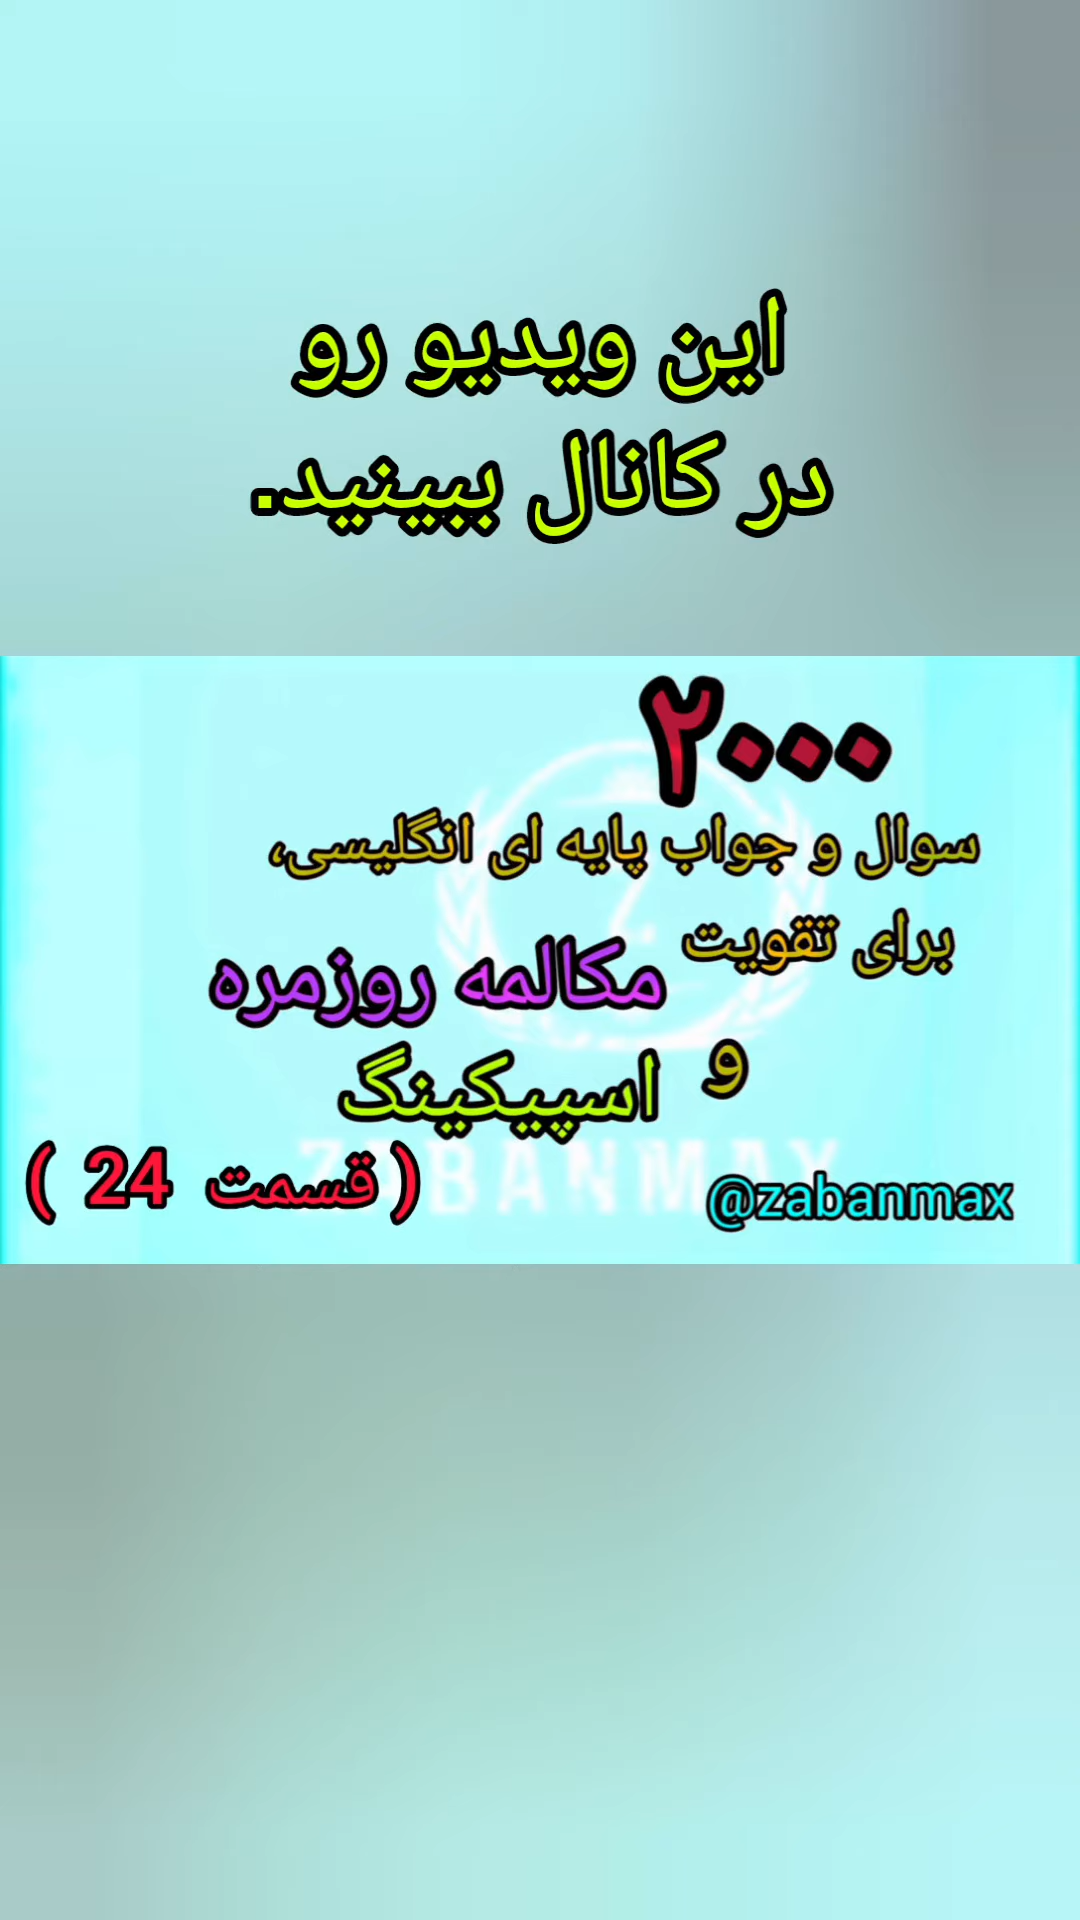 این ویدیو رو
در کانال ببینید.
۲۰۰۰
سوال و جواب پایه ای انگلیسی،
برای تقویت
مکالمه روزمره
و
اسپیکینگ
( قسمت 24 )
@zabanmax
ZABANMAX